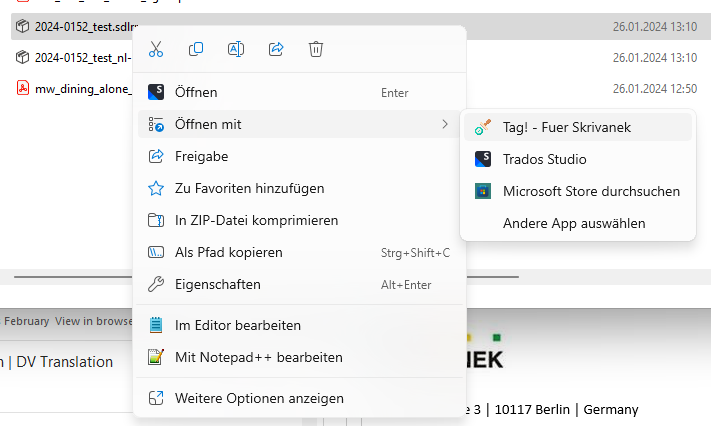 2024-0152_test.sdlrp
26.01.2024 13:10
2024-0152_test_nl-
26.01.2024 13:10
mw_dining_alone_
26.01.2024 12:50
Öffnen
Enter
Öffnen mit
Freigabe
Zu Favoriten hinzufügen
In ZIP-Datei komprimieren
Als Pfad kopieren
Strg+Shift+C
Eigenschaften
Alt+Enter
Im Editor bearbeiten
Mit Notepad++ bearbeiten
Weitere Optionen anzeigen
Tag! - Fuer Skrivanek
Trados Studio
Microsoft Store durchsuchen
Andere App auswählen
February View in browse
| DV Translation
NEK
e 3 | 10117 Berlin | Germany